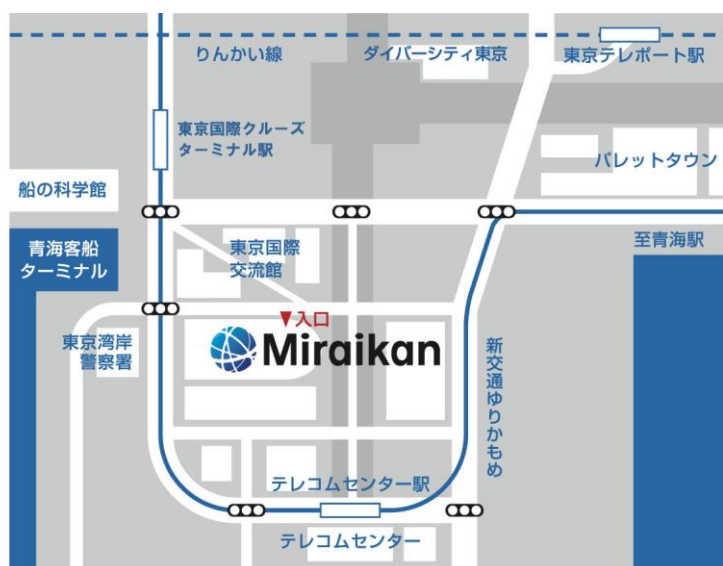 りんかい線
ダイバーシティ東京
東京テレポート駅
東京国際クルーズ
ターミナル駅
パレットタウン
船の科学館
青海客船
ターミナル
東京国際
交流館
至青海駅
▼入口
Miraikan
東京湾岸
警察署
新交通ゆりかもめ
テレコムセンター駅
テレコムセンター